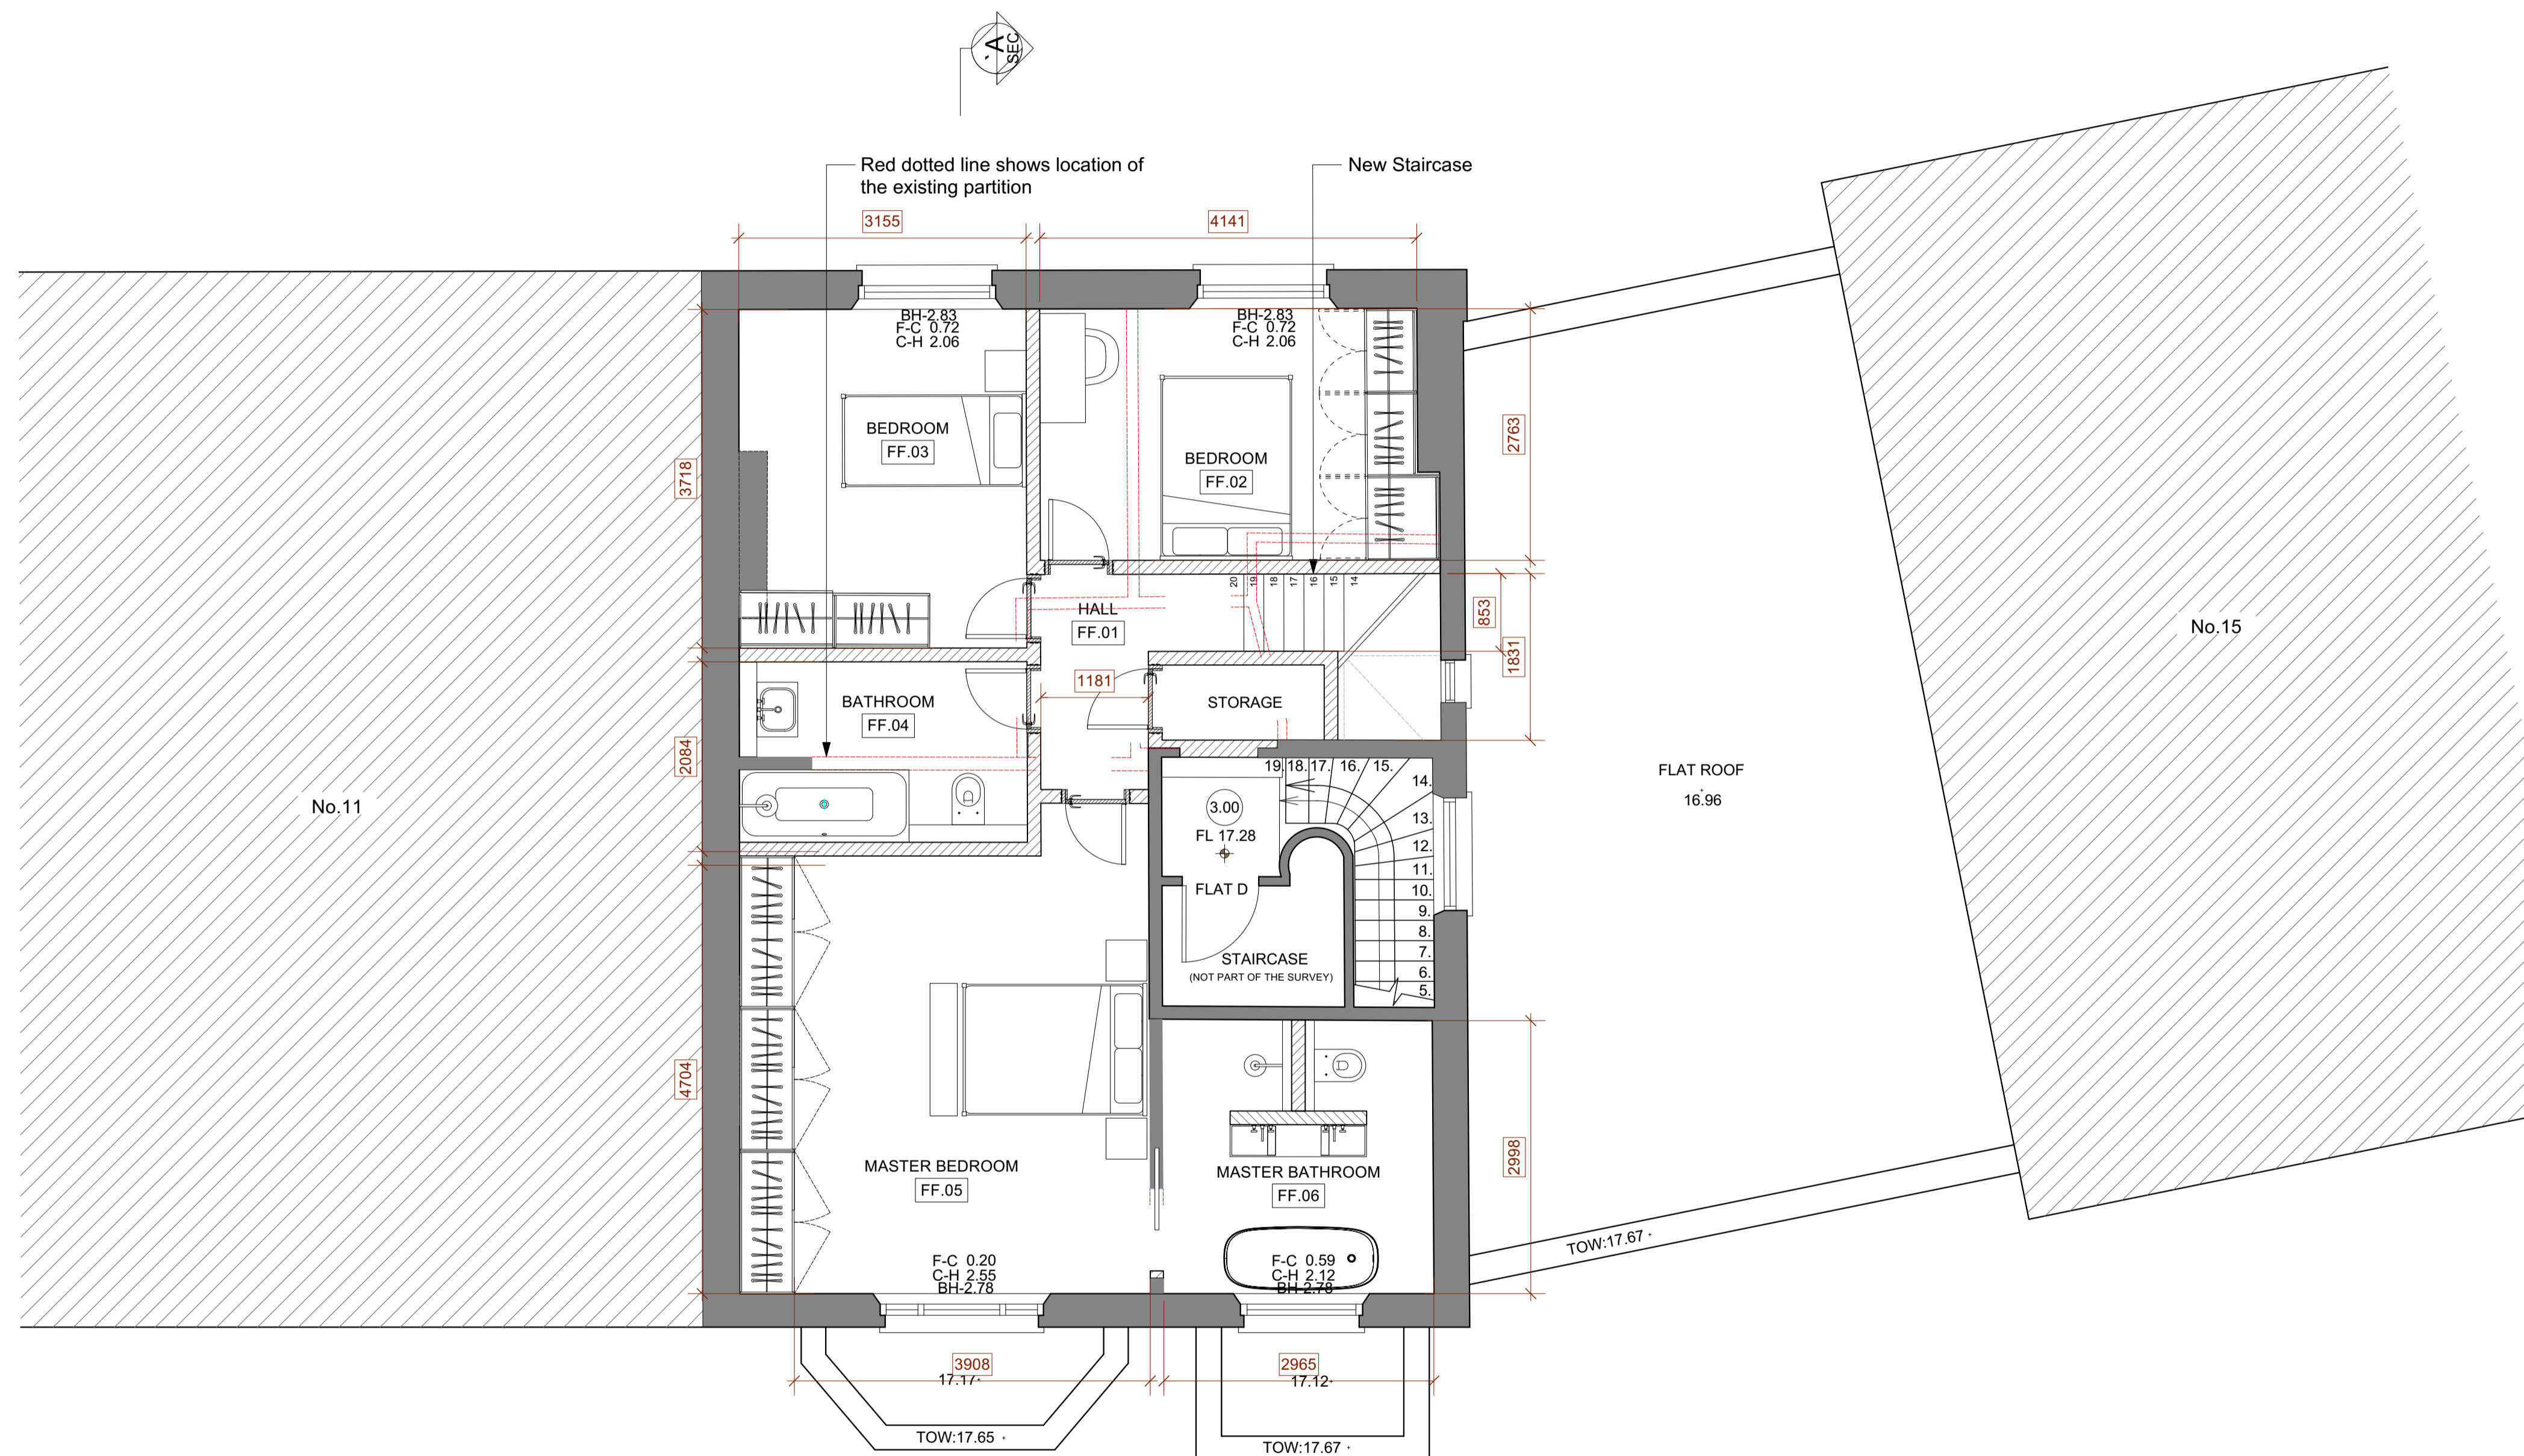 `A
SEC
Red dotted line shows location of
the existing partition
New Staircase
3155
4141
BH-2.83
F-C 0.72
C-H 2.06
BH-2.83
F-C 0.72
C-H 2.06
BEDROOM
FF.03
BEDROOM
FF.02
3718
2763
20
19
18
17
16
15
14
HALL
FF.01
853
1831
No.15
1181
BATHROOM
FF.04
STORAGE
2084
No.11
19.
18.
17.
16.
15.
14.
13.
12.
11.
10.
9.
8.
7.
6.
5.
3.00
FL 17.28
FLAT D
STAIRCASE
(NOT PART OF THE SURVEY)
FLAT ROOF
16.96
4704
2998
MASTER BEDROOM
FF.05
MASTER BATHROOM
FF.06
F-C 0.20
C-H 2.55
BH-2.78
F-C 0.59
C-H 2.12
BH-2.78
TOW:17.67
3908
17.17
2965
17.12
TOW:17.65
TOW:17.67